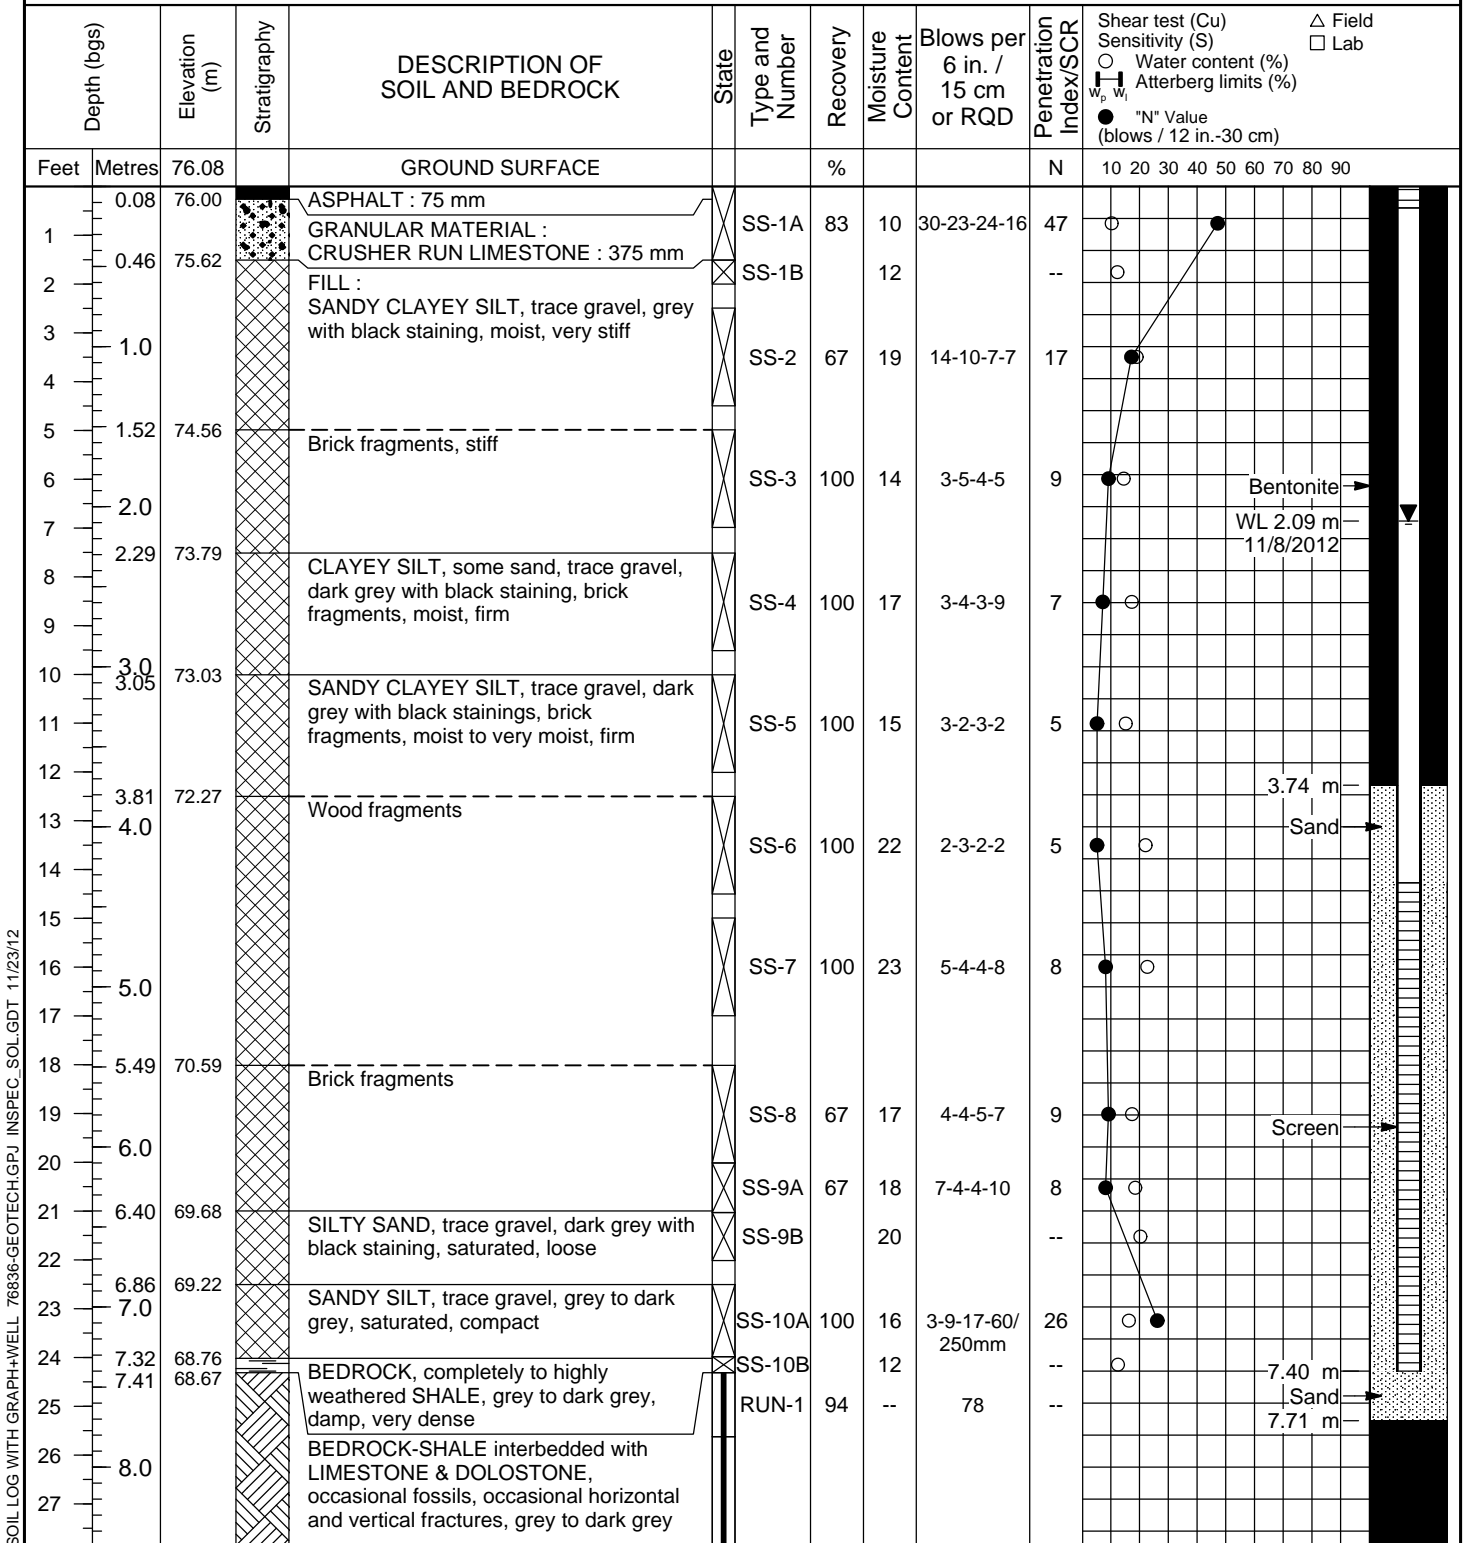 Depth (bgs)
Elevation (m)
Stratigraphy
DESCRIPTION OF
SOIL AND BEDROCK
State
Type and Number
Recovery
Moisture Content
Blows per
6 in. /
15 cm
or RQD
Penetration Index/SCR
Shear test (Cu) △ Field
Sensitivity (S) □ Lab
○ Water content (%)
Wp Wl Atterberg limits (%)
● "N" Value
(blows / 12 in.-30 cm)
Feet Metres 76.08 GROUND SURFACE % N 10 20 30 40 50 60 70 80 90
0.08 76.00 ASPHALT : 75 mm
1 GRANULAR MATERIAL : SS-1A 83 10 30-23-24-16 47
CRUSHER RUN LIMESTONE : 375 mm
0.46 75.62
SS-1B 12 --
2 FILL :
SANDY CLAYEY SILT, trace gravel, grey
3 with black staining, moist, very stiff
1.0
SS-2 67 19 14-10-7-7 17
4
5 1.52 74.56
Brick fragments, stiff
6 SS-3 100 14 3-5-4-5 9
Bentonite
2.0
7 WL 2.09 m
11/8/2012
2.29 73.79
8 CLAYEY SILT, some sand, trace gravel,
dark grey with black staining, brick
fragments, moist, firm
SS-4 100 17 3-4-3-9 7
9
3.0
10 3.05 73.03
SANDY CLAYEY SILT, trace gravel, dark
grey with black stainings, brick
fragments, moist to very moist, firm
11 SS-5 100 15 3-2-3-2 5
12
3.74 m
3.81 72.27
Wood fragments
13 4.0 Sand
SS-6 100 22 2-3-2-2 5
14
15
16 SS-7 100 23 5-4-4-8 8
5.0
17
18 5.49 70.59
Brick fragments
19 SS-8 67 17 4-4-5-7 9
Screen
6.0
20
SS-9A 67 18 7-4-4-10 8
21 6.40 69.68
SILTY SAND, trace gravel, dark grey with
black staining, saturated, loose
SS-9B 20 --
22
6.86 69.22
23 7.0 SANDY SILT, trace gravel, grey to dark
grey, saturated, compact
SS-10A 100 16 3-9-17-60/
250mm
26
24 7.32 68.76
SS-10B 12 --
7.40 m
7.41 68.67
BEDROCK, completely to highly
weathered SHALE, grey to dark grey,
damp, very dense
Sand
25 RUN-1 94 -- 78 --
7.71 m
26 BEDROCK-SHALE interbedded with
8.0 LIMESTONE & DOLOSTONE,
27 occasional fossils, occasional horizontal
and vertical fractures, grey to dark grey
SOIL LOG WITH GRAPH+WELL 76836-GEOTECH.GPJ INSPEC_SOL.GDT 11/23/12